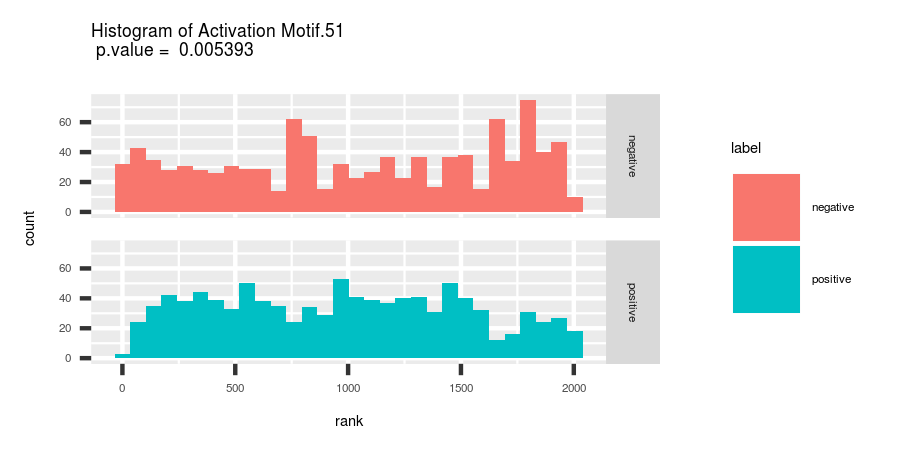 Histogram of Activation Motif.51
p.value =  0.005393
count
60
40
20
0
negative
60
40
20
0
positive
0 500 1000 1500 2000
rank
label
negative
positive